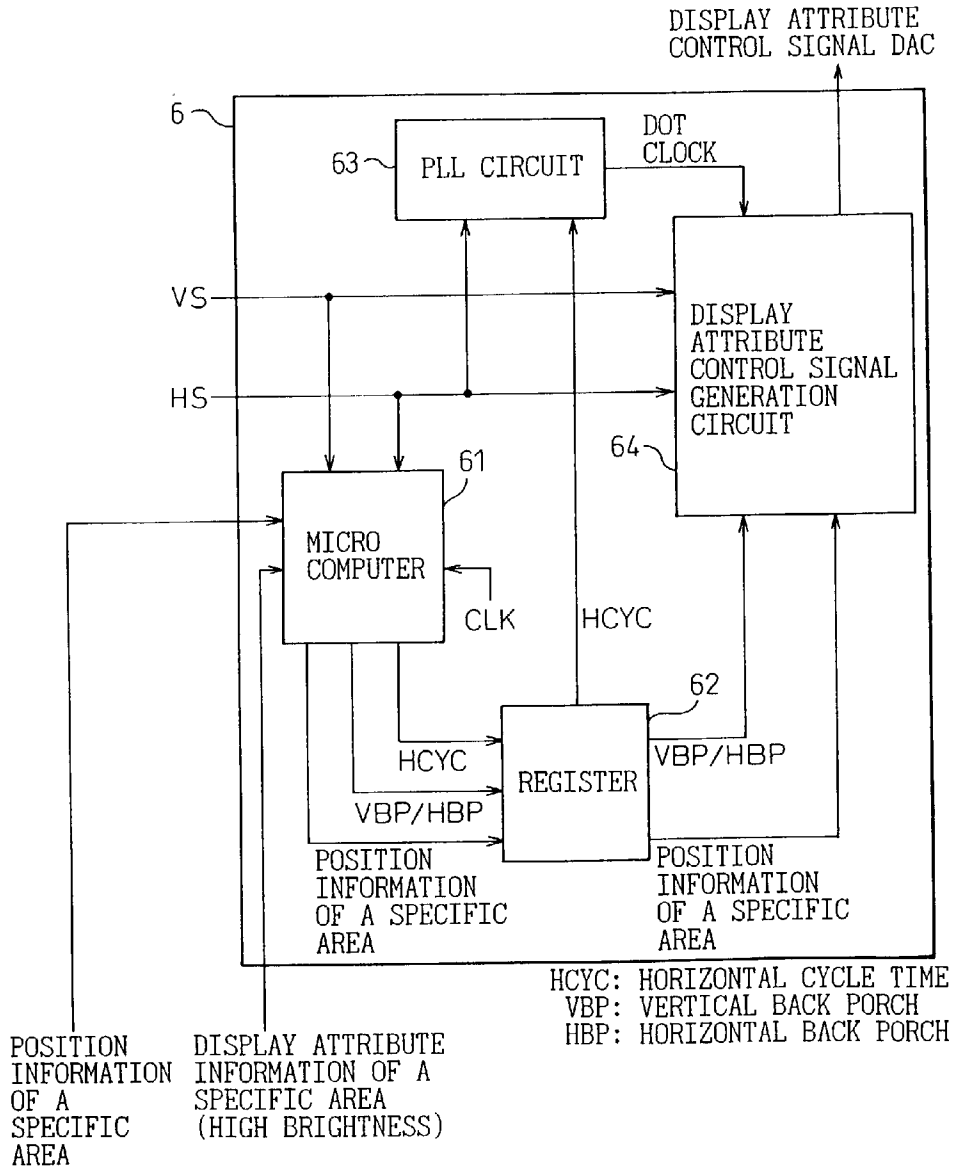 DISPLAY ATTRIBUTE
CONTROL SIGNAL DAC
6
63
PLL CIRCUIT
DOT
CLOCK
VS
HS
DISPLAY
ATTRIBUTE
CONTROL SIGNAL
GENERATION
CIRCUIT
64
61
MICRO
COMPUTER
CLK
HCYC
62
HCYC
VBP/HBP
REGISTER
VBP/HBP
POSITION
INFORMATION
OF A SPECIFIC
AREA
POSITION
INFORMATION
OF A SPECIFIC
AREA
HCYC: HORIZONTAL CYCLE TIME
VBP: VERTICAL BACK PORCH
HBP: HORIZONTAL BACK PORCH
POSITION
INFORMATION
OF A
SPECIFIC
AREA
DISPLAY ATTRIBUTE
INFORMATION OF A
SPECIFIC AREA
(HIGH BRIGHTNESS)